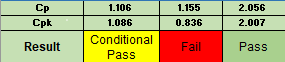 Cp 1.106 1.155 2.056
Cpk 1.086 0.836 2.007
Result Conditional Pass Fail Pass